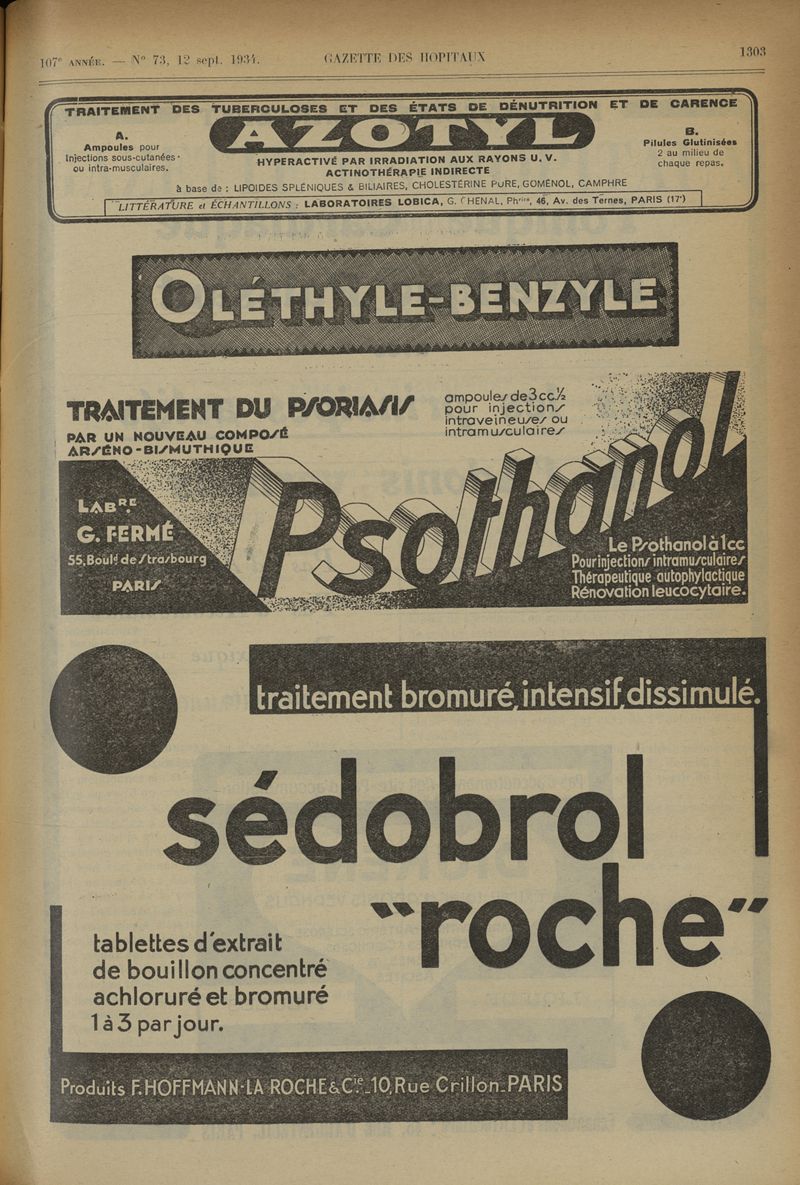 107e ANNÉE. — No 73, 12 sept. 1934.
GAZETTE DES HOPITAUX
1303
TRAITEMENT DES TUBERCULOSES ET DES ÉTATS DE DÉNUTRITION ET DE CARENCE
A.
Ampoules pour
Injections sous-cutanées
ou intra-musculaires.
AZOTYL
HYPERACTIVÉ PAR IRRADIATION AUX RAYONS U.V.
ACTINOTHÉRAPIE INDIRECTE
B.
Pilules Glutinisées
2 au milieu de
chaque repas.
à base de : LIPOIDES SPLÉNIQUES & BILIAIRES, CHOLESTÉRINE PURE, GOMÉNOL, CAMPHRE
LITTÉRATURE et ÉCHANTILLONS : LABORATOIRES LOBICA, G. CHENAL, Phcien, 46, Av. des Ternes, PARIS (17e)
OLÉTHYLE-BENZYLE
TRAITEMENT DU PSORIASIS
PAR UN NOUVEAU COMPOSÉ
ARSÉNO-BISMUTHIQUE
ampoules de 3cc.½
pour injections
intraveineuses ou
intramusculaires
Psothanol
LABRE.
G. FERMÉ
55, Bould de Strasbourg
PARIS
Le Psothanol à 1cc
Pour injections intramusculaires
Thérapeutique autophylactique
Rénovation leucocytaire.
traitement bromuré, intensif, dissimulé.
sédobrol
"roche"
tablettes d'extrait
de bouillon concentré
achloruré et bromuré
1 à 3 par jour.
Produits F. HOFFMANN-LA ROCHE & Cie. _10, Rue Crillon_PARIS